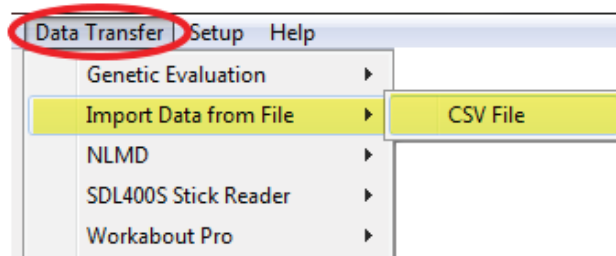 Data Transfer Setup Help
Genetic Evaluation
Import Data from File CSV File
NLMD
SDL400S Stick Reader
Workabout Pro